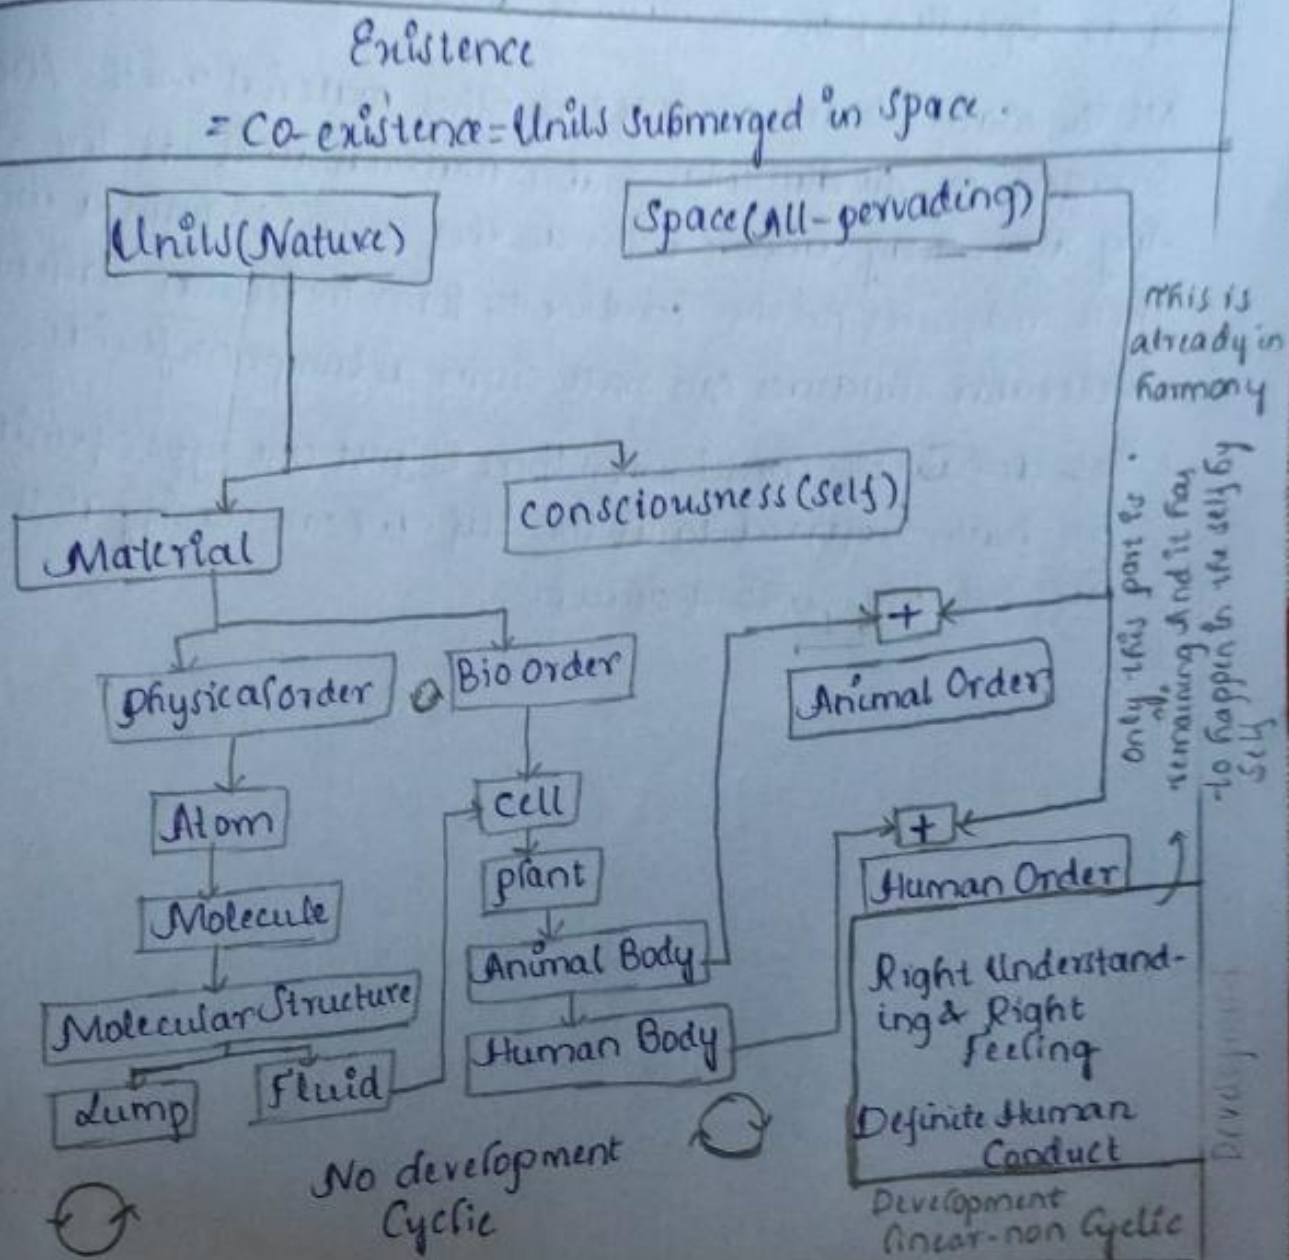 Existence
= Co-existence = Units submerged in space.
Units(Nature)
Space(All-pervading)
This is
already in
harmony
Material
Consciousness(self)
Only this part is
remaining And it has
to happen in the self by
Self
Physical order
Bio Order
+
Animal Order
Atom
Cell
+
Human Order
Plant
Molecule
Animal Body
Molecular Structure
Human Body
Lump
Fluid
Right Understand-
ing & Right
Feeling
Definite Human
Conduct
No development
Cyclic
Development
linear-non Cyclic